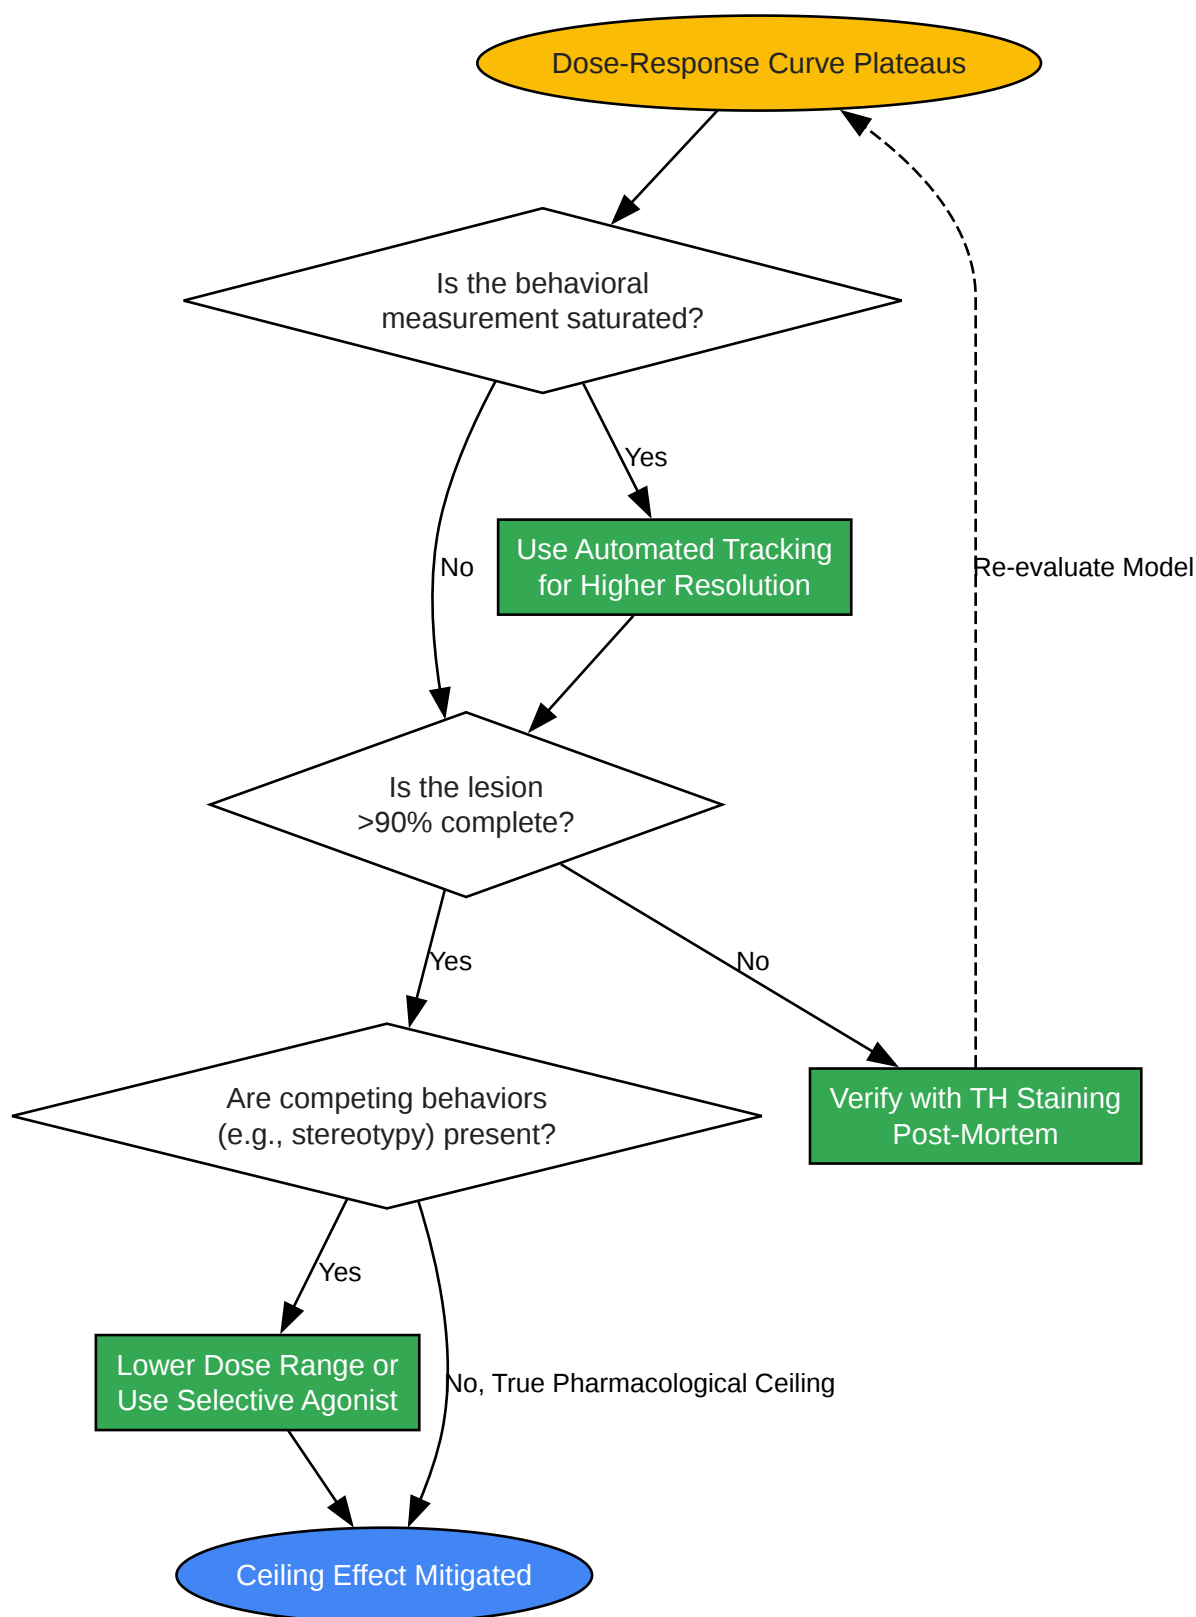 Dose-Response Curve Plateaus
Is the behavioral
measurement saturated?
Yes
Use Automated Tracking
for Higher Resolution
No
Re-evaluate Model
Is the lesion
>90% complete?
Yes
No
Are competing behaviors
(e.g., stereotypy) present?
Verify with TH Staining
Post-Mortem
Yes
Lower Dose Range or
Use Selective Agonist
No, True Pharmacological Ceiling
Ceiling Effect Mitigated